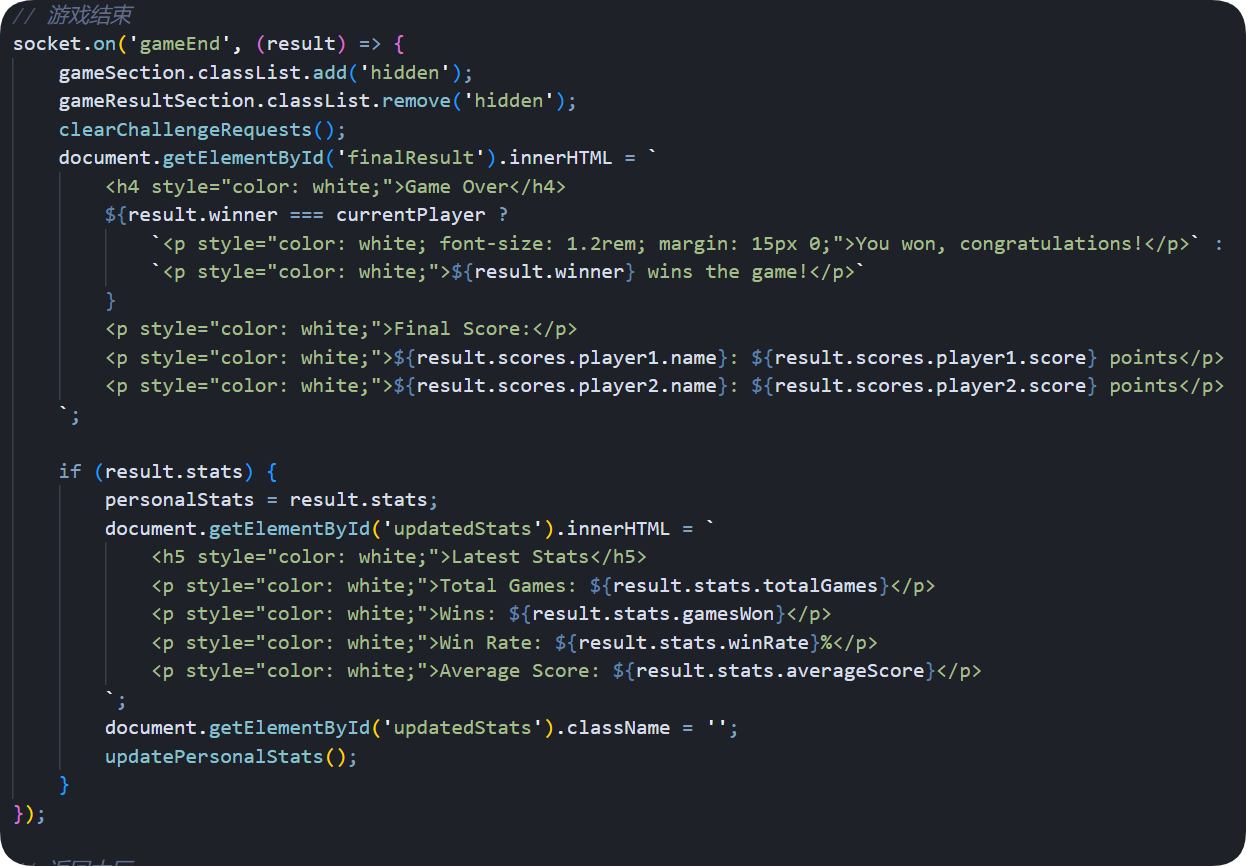 // 游戏结束
socket.on('gameEnd', (result) => {
    gameSection.classList.add('hidden');
    gameResultSection.classList.remove('hidden');
    clearChallengeRequests();
    document.getElementById('finalResult').innerHTML = `
        <h4 style="color: white;">Game Over</h4>
        ${result.winner === currentPlayer ?
            `<p style="color: white; font-size: 1.2rem; margin: 15px 0;">You won, congratulations!</p>` :
            `<p style="color: white;">${result.winner} wins the game!</p>`
        }
        <p style="color: white;">Final Score:</p>
        <p style="color: white;">${result.scores.player1.name}: ${result.scores.player1.score} points</p>
        <p style="color: white;">${result.scores.player2.name}: ${result.scores.player2.score} points</p>
    `;
    if (result.stats) {
        personalStats = result.stats;
        document.getElementById('updatedStats').innerHTML = `
            <h5 style="color: white;">Latest Stats</h5>
            <p style="color: white;">Total Games: ${result.stats.totalGames}</p>
            <p style="color: white;">Wins: ${result.stats.gamesWon}</p>
            <p style="color: white;">Win Rate: ${result.stats.winRate}%</p>
            <p style="color: white;">Average Score: ${result.stats.averageScore}</p>
        `;
        document.getElementById('updatedStats').className = '';
        updatePersonalStats();
    }
});